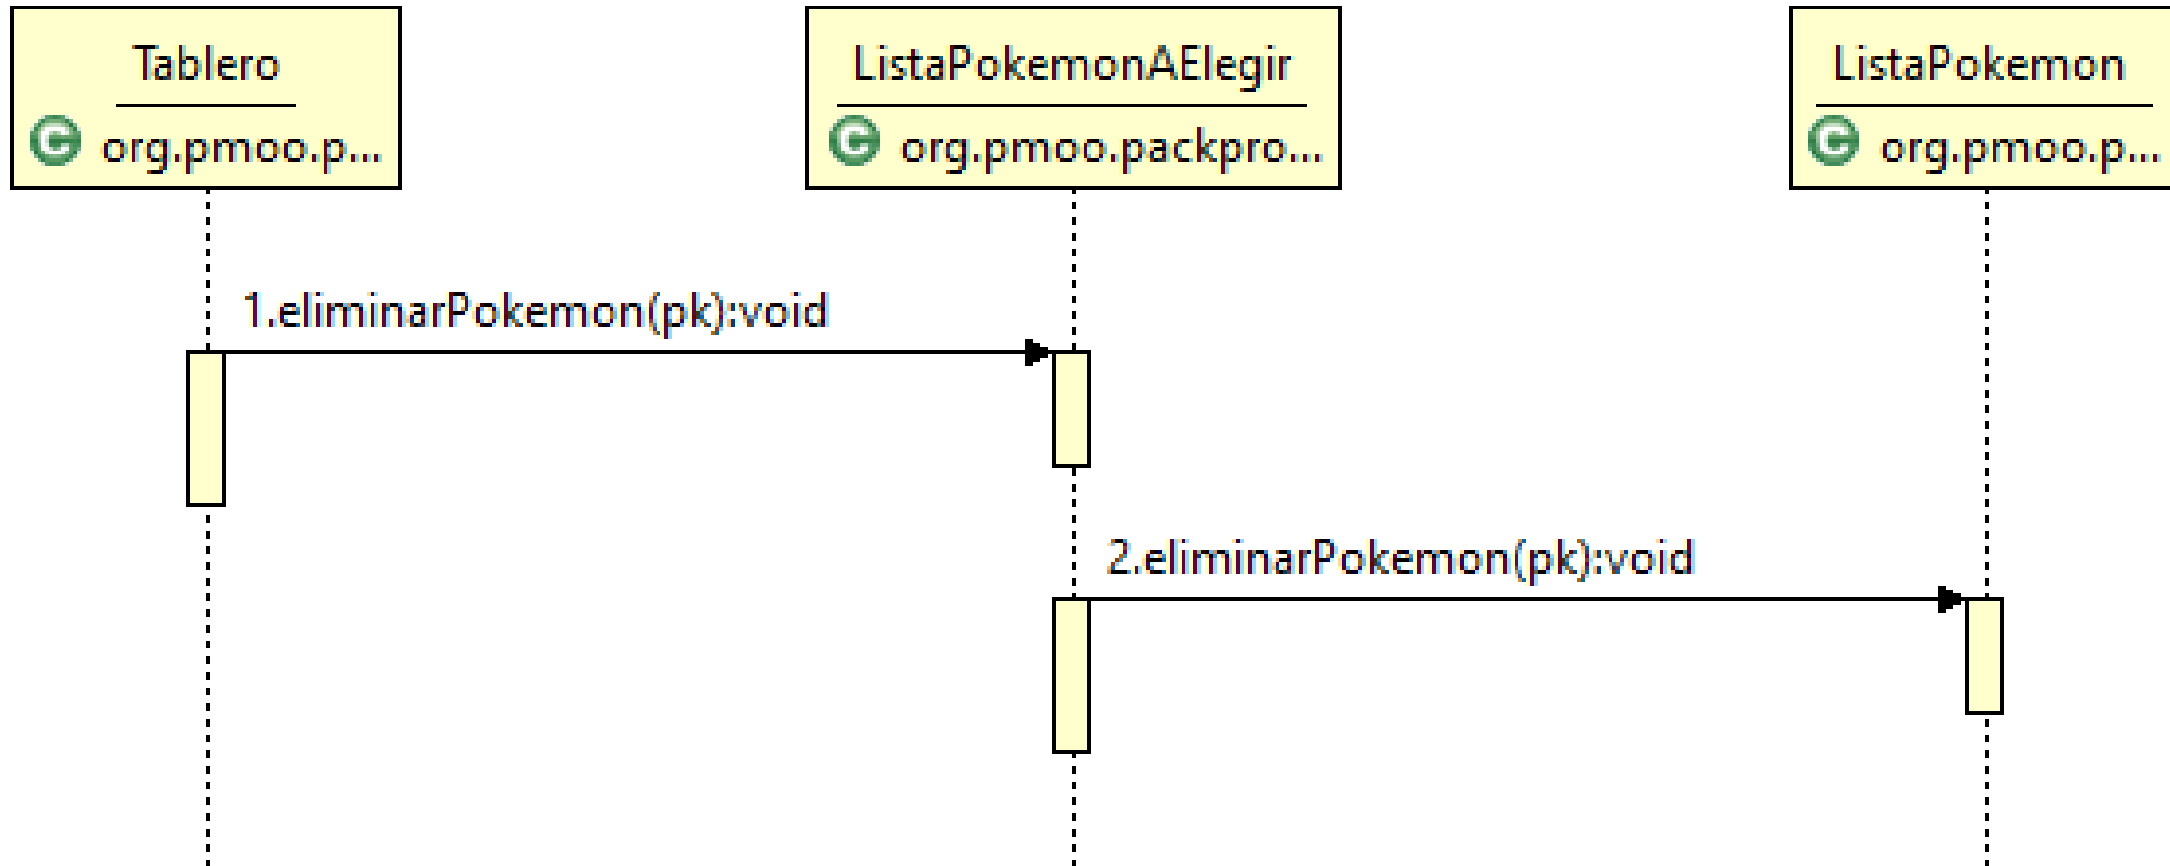 Tablero
org.pmoo.p...
ListaPokemonAElegir
org.pmoo.packpro...
ListaPokemon
org.pmoo.p...
1.eliminarPokemon(pk):void
2.eliminarPokemon(pk):void